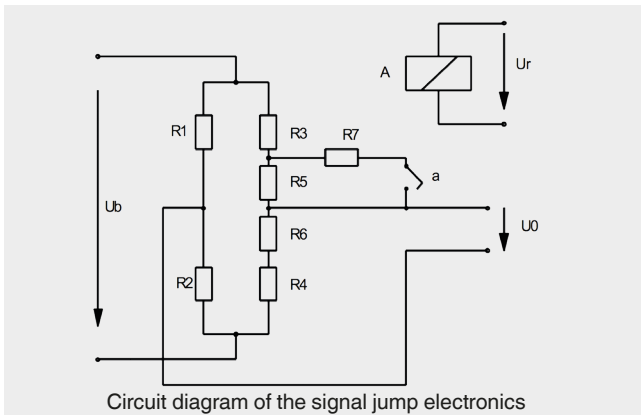 A
Ur
R1
R3
R7
a
R5
Ub
R6
U0
R2
R4
Circuit diagram of the signal jump electronics